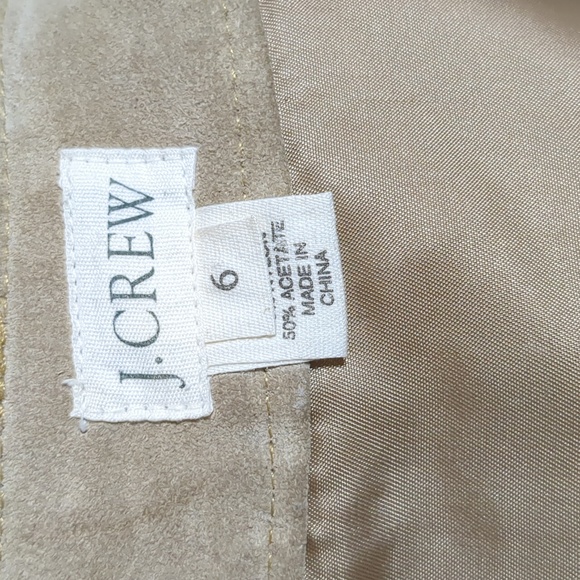 J.CREW
6
50% ACETATE
MADE IN
CHINA